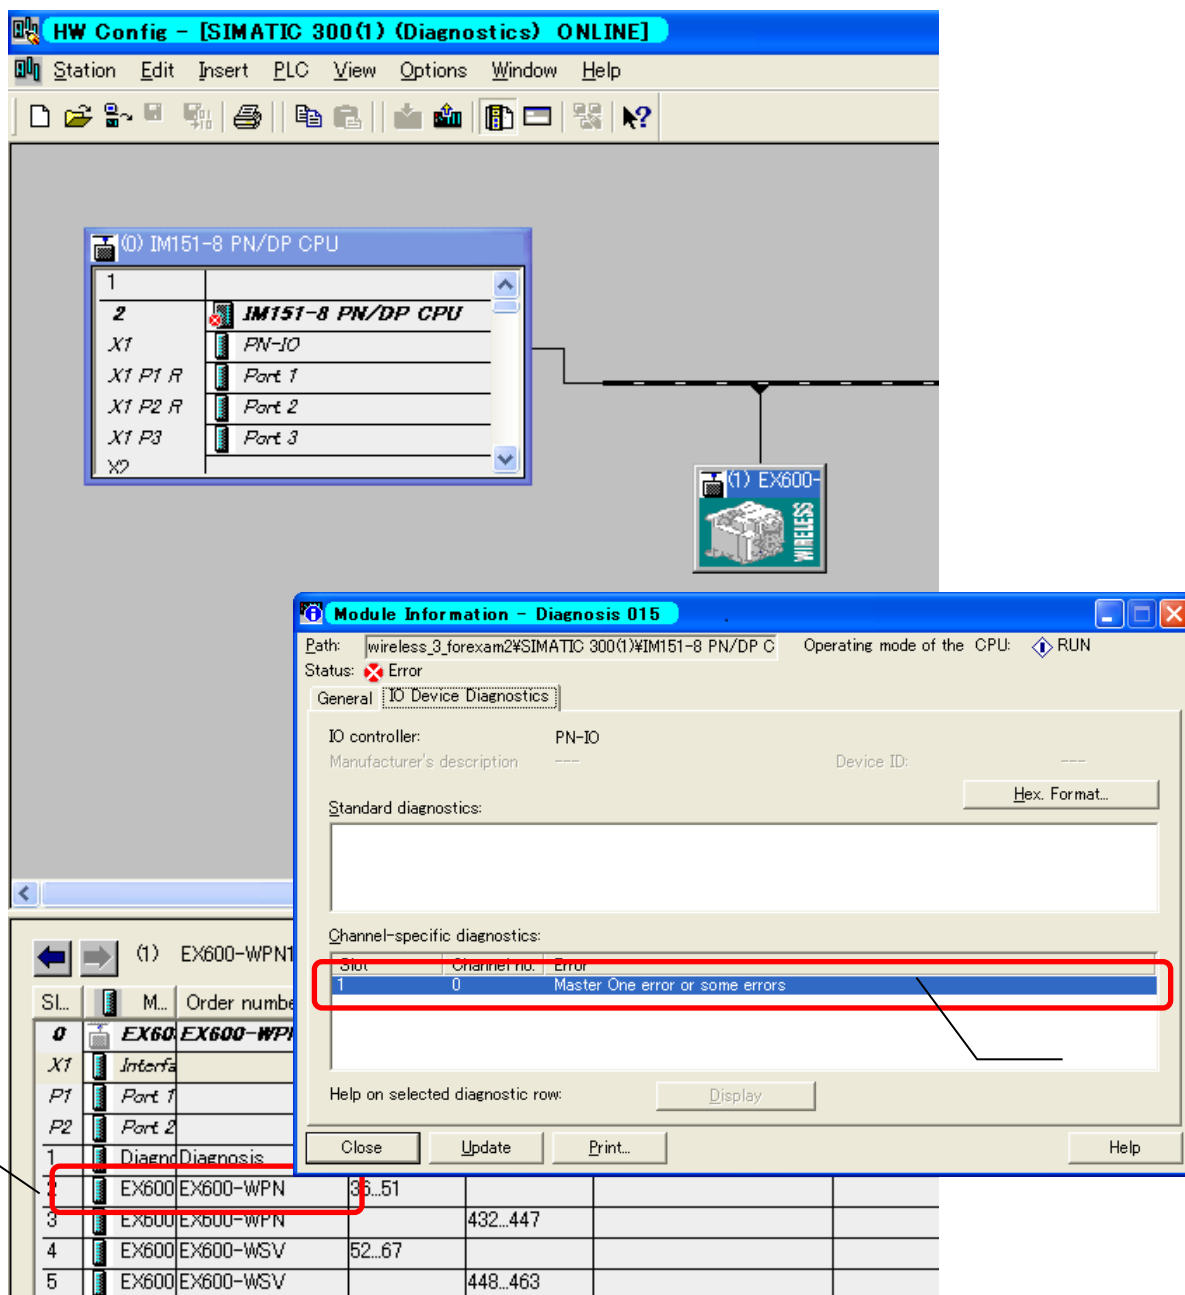 HW Config - [SIMATIC 300(1) (Diagnostics) ONLINE]
Station Edit Insert PLC View Options Window Help
(0) IM151-8 PN/DP CPU
1
2 IM151-8 PN/DP CPU
X1 PN-IO
X1 P1 R Port 1
X1 P2 R Port 2
X1 P3 Port 3
X2
(1) EX600-
WIRELESS
Module Information - Diagnosis 015
Path: wireless_3_forexam2¥SIMATIC 300(1)¥IM151-8 PN/DP C Operating mode of the CPU: RUN
Status: Error
General IO Device Diagnostics
IO controller: PN-IO
Manufacturer's description --- Device ID: ---
Hex. Format...
Standard diagnostics:
Channel-specific diagnostics:
Slot Channel no. Error
1 0 Master One error or some errors
Help on selected diagnostic row: Display
Close Update Print... Help
(1) EX600-WPN1
Sl... M... Order numbe
0 EX60 EX600-WP
X1 Interfa
P1 Port 1
P2 Port 2
1 Diagno Diagnosis
2 EX600 EX600-WPN 36...51
3 EX600 EX600-WPN 432...447
4 EX600 EX600-WSV 52...67
5 EX600 EX600-WSV 448...463